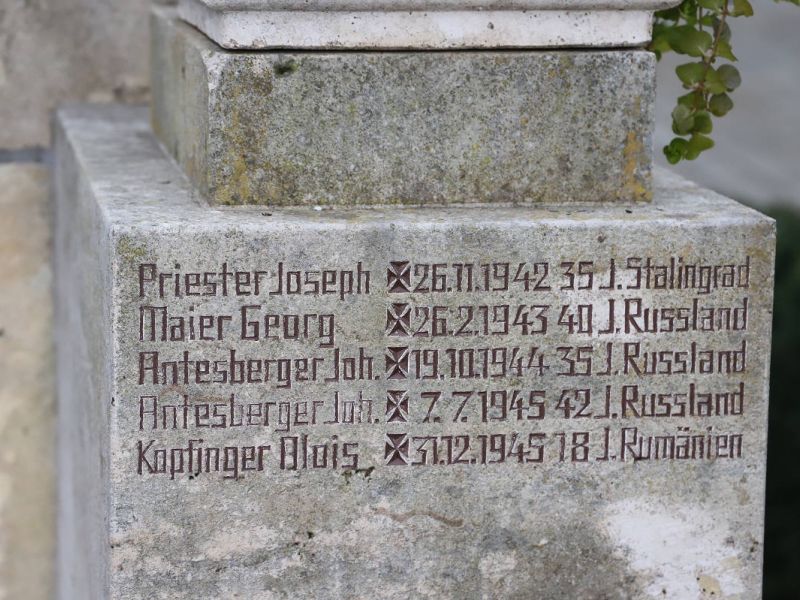 Priester Joseph ✠ 26.11.1942 35 J. Stalingrad
Maier Georg ✠ 26.2.1943 40 J. Russland
Antesberger Joh. ✠ 19.10.1944 35 J. Russland
Antesberger Joh. ✠ 7.7.1945 42 J. Russland
Kopfinger Alois ✠ 31.12.1945 18 J. Rumänien